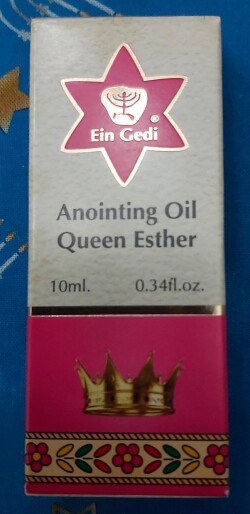 Ein Gedi ®
Anointing Oil
Queen Esther
10ml. 0.34fl.oz.